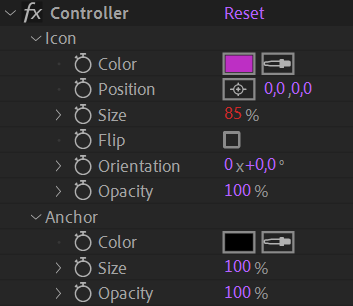 fx Controller Reset
Icon
Color
Position 0,0,0,0
Size 85 %
Flip
Orientation 0 x+0,0 °
Opacity 100 %
Anchor
Color
Size 100 %
Opacity 100 %